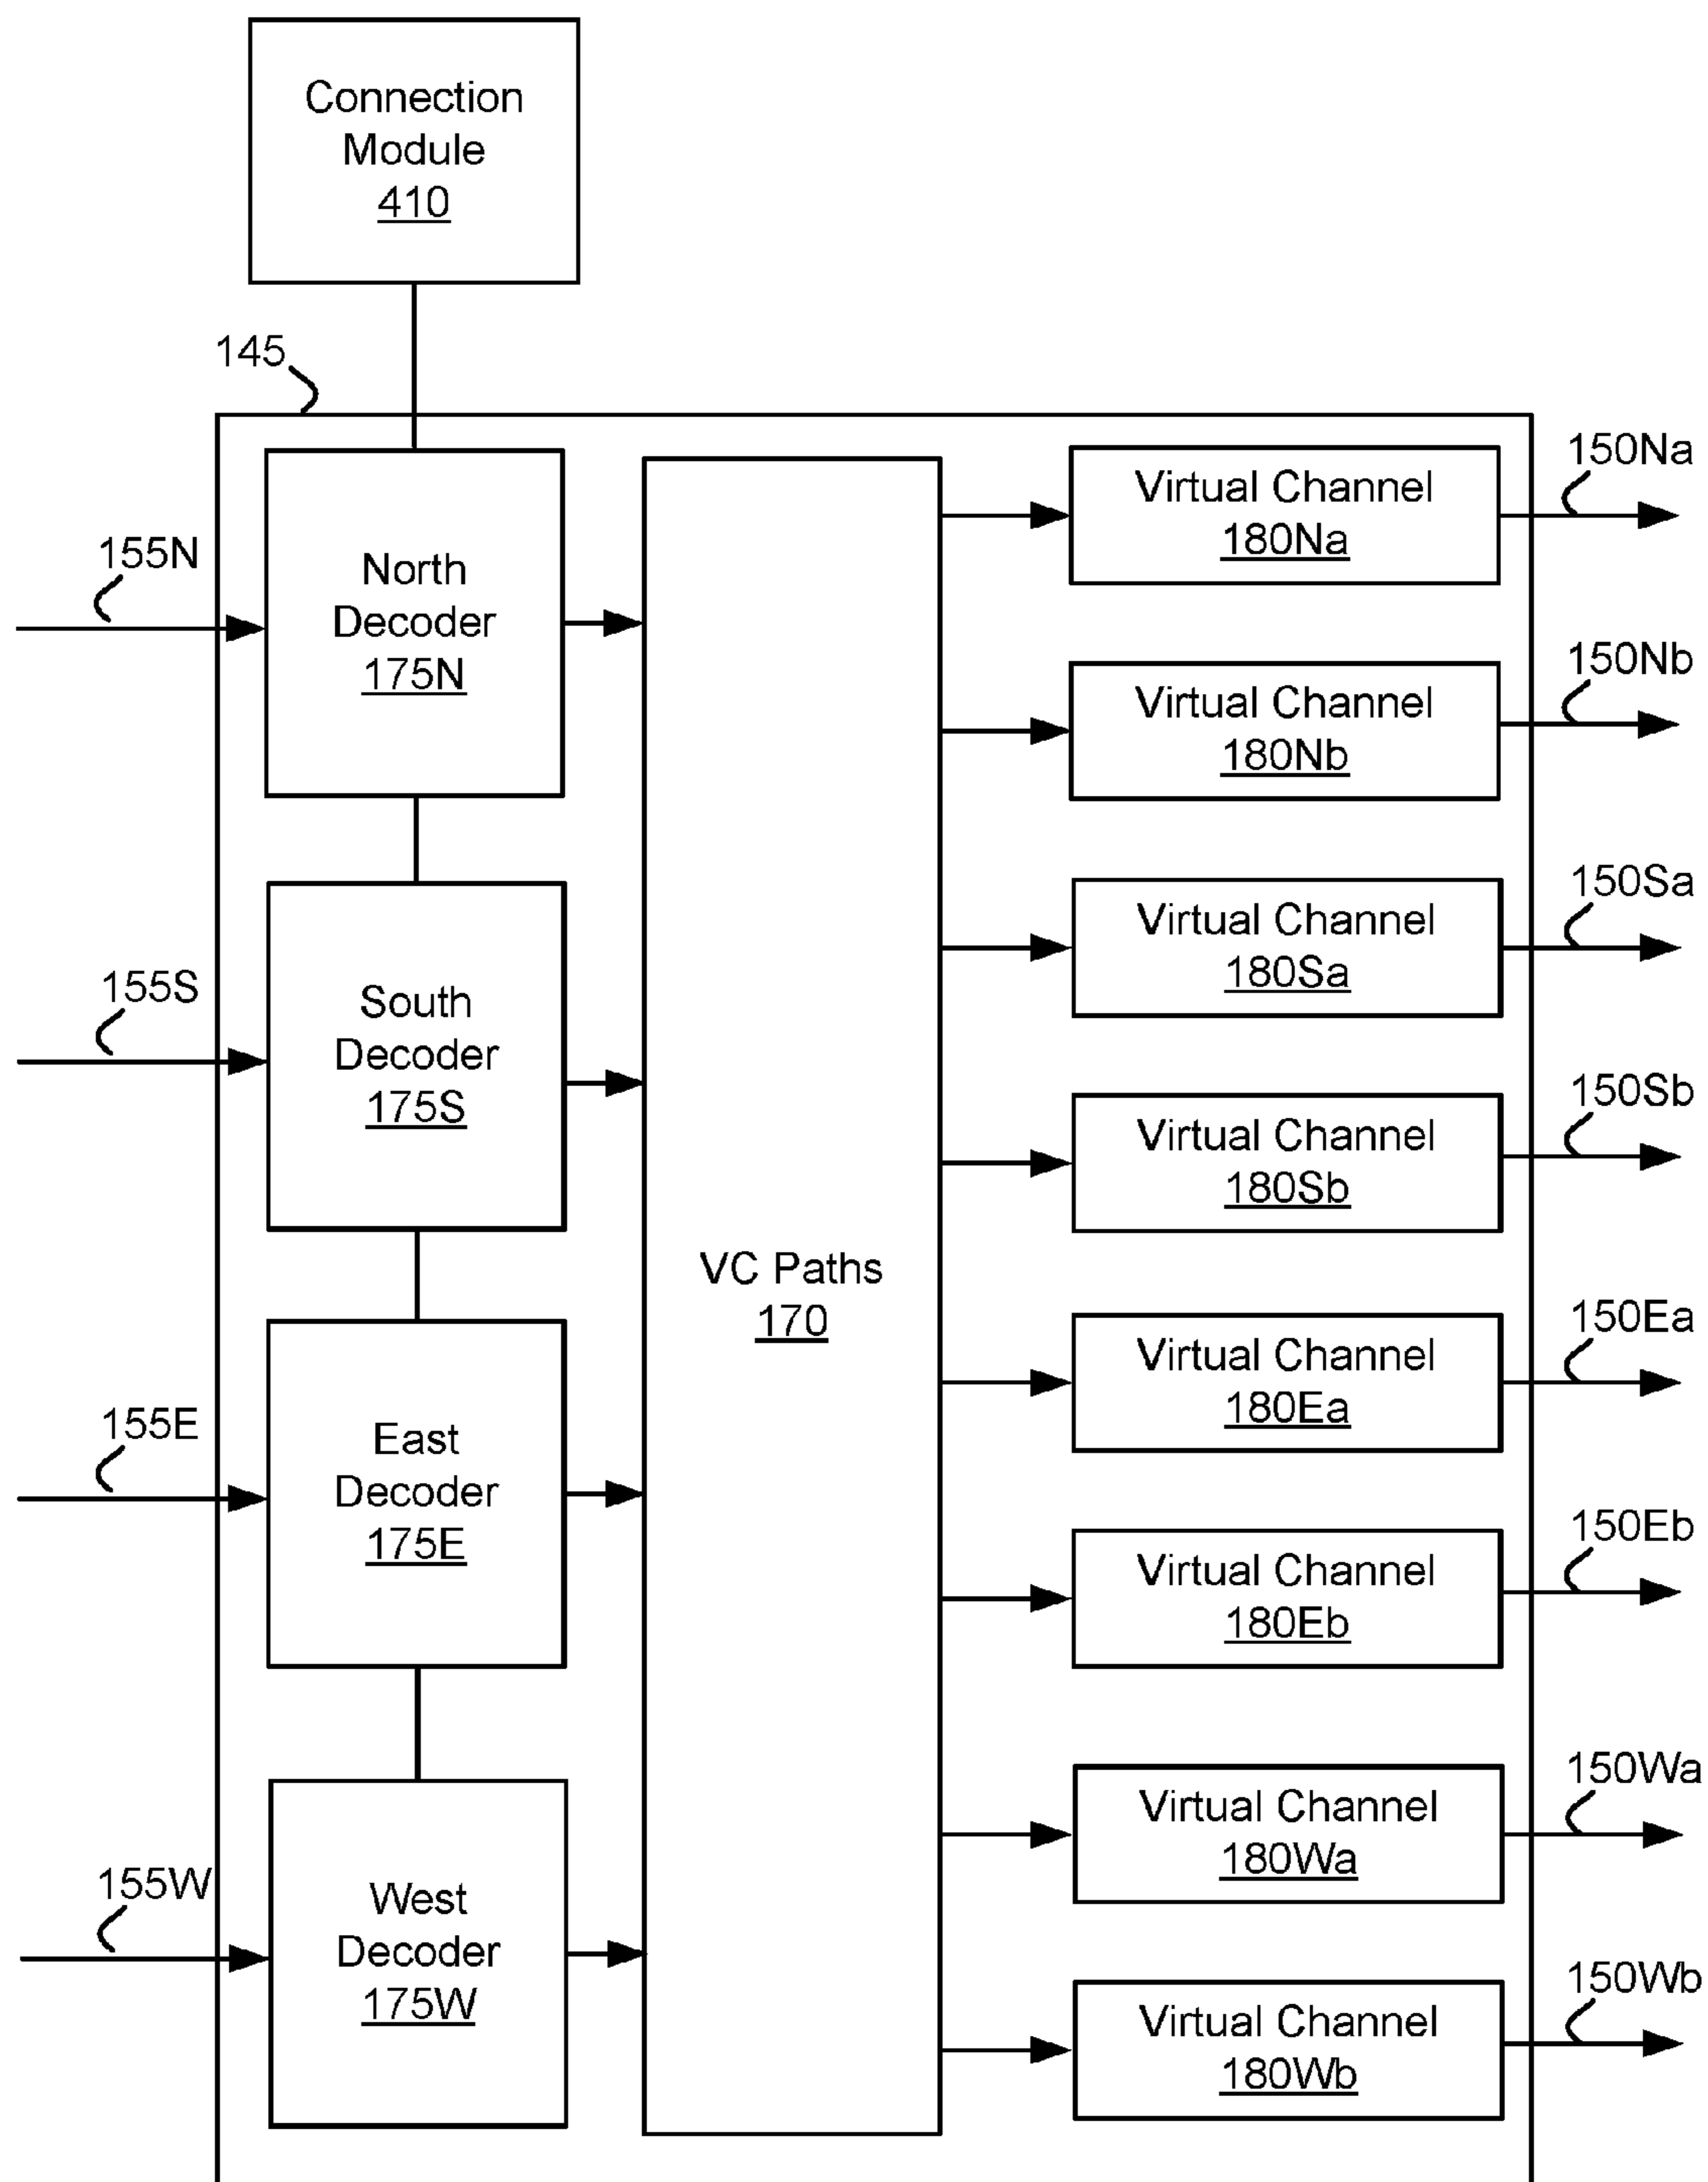 Connection
Module
410
145
155N
North
Decoder
175N
155S
South
Decoder
175S
155E
East
Decoder
175E
155W
West
Decoder
175W
VC Paths
170
Virtual Channel
180Na
150Na
Virtual Channel
180Nb
150Nb
Virtual Channel
180Sa
150Sa
Virtual Channel
180Sb
150Sb
Virtual Channel
180Ea
150Ea
Virtual Channel
180Eb
150Eb
Virtual Channel
180Wa
150Wa
Virtual Channel
180Wb
150Wb